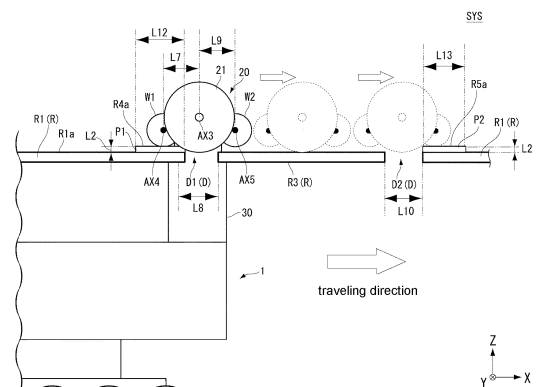 SYS
L12
L9
L13
L7
21
20
W1
W2
R4a
R5a
R1(R)
P1
AX3
P2
R1(R)
R1a
L2
L2
AX4
D1(D)
AX5
R3(R)
D2(D)
L8
L10
30
1
traveling direction
Z
Y
X